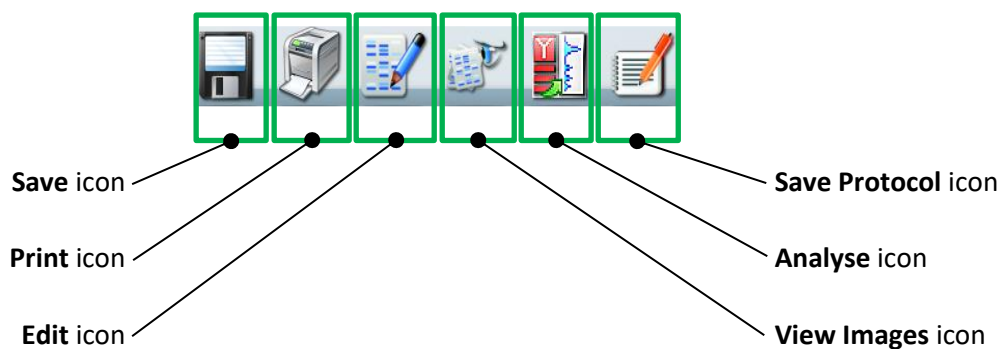 Save icon
Save Protocol icon
Print icon
Analyse icon
Edit icon
View Images icon